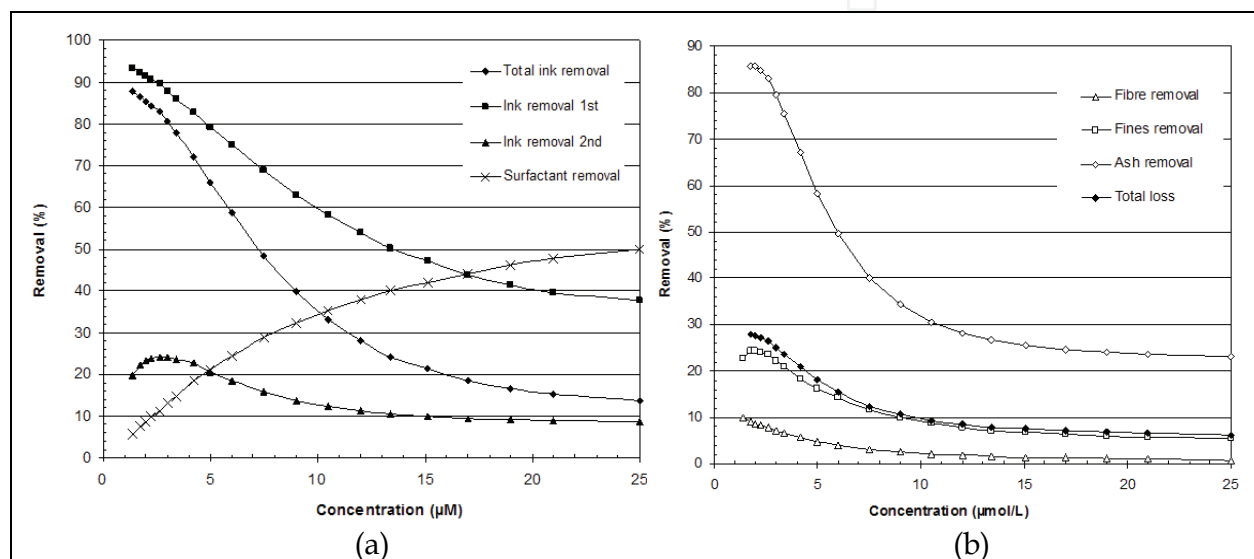 100
90
80
70
60
50
40
30
20
10
0
Removal (%)
0
5
10
15
20
25
Concentration (µM)
Total ink removal
Ink removal 1st
Ink removal 2nd
Surfactant removal
(a)
90
80
70
60
50
40
30
20
10
0
Removal (%)
0
5
10
15
20
25
Concentration (µmol/L)
Fibre removal
Fines removal
Ash removal
Total loss
(b)